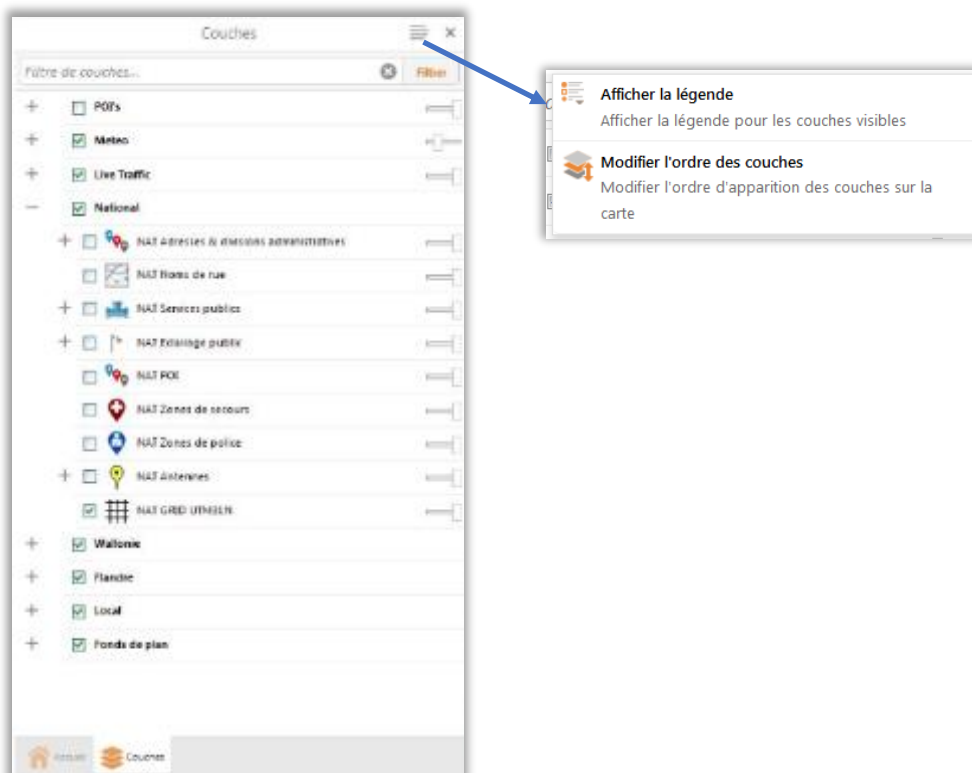 Couches
Filtre de couches...
Filtrer
POI's
Meteo
Live Traffic
National
NAT Adresses & divisions administratives
NAT Noms de rue
NAT Services publics
NAT Eclairage public
NAT POI
NAT Zones de secours
NAT Zones de police
NAT Antennes
NAT GRID UTM31N
Wallonie
Flandre
Local
Fonds de plan
Accueil
Couches
Afficher la légende
Afficher la légende pour les couches visibles
Modifier l'ordre des couches
Modifier l'ordre d'apparition des couches sur la
carte